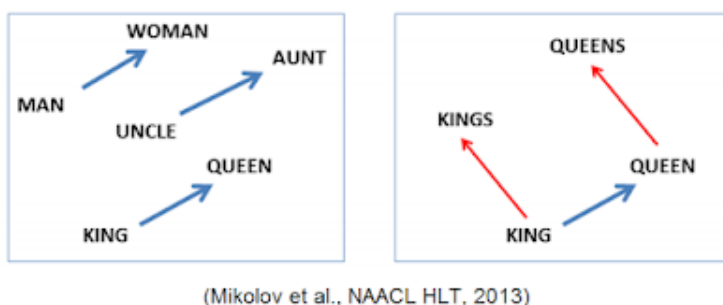 WOMAN
AUNT
MAN
UNCLE
QUEEN
KING
QUEENS
KINGS
QUEEN
KING
(Mikolov et al., NAACL HLT, 2013)